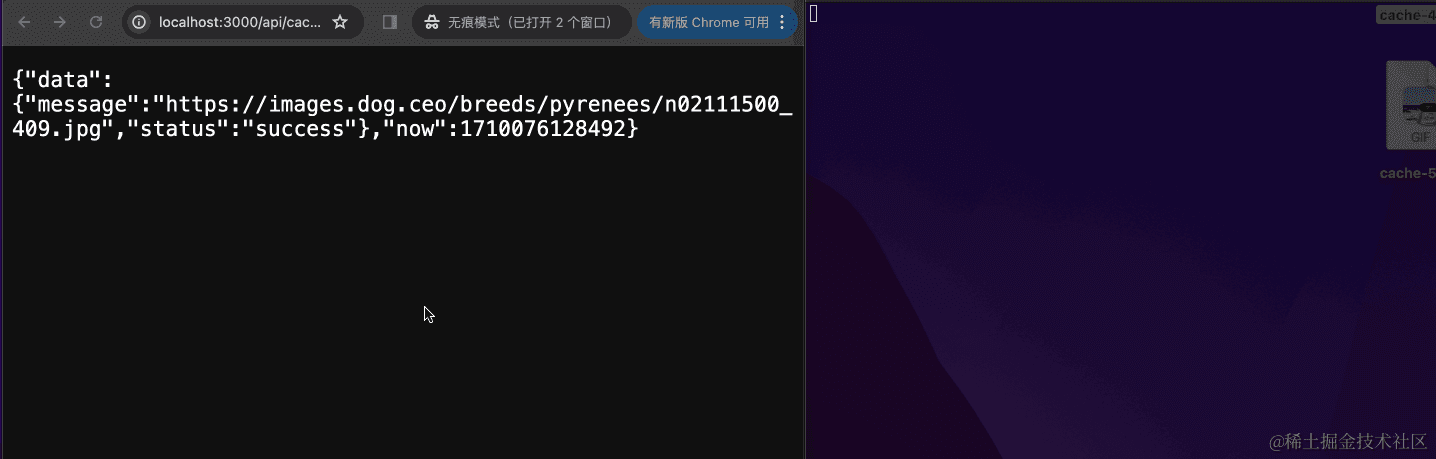 localhost:3000/api/cac...
无痕模式（已打开 2 个窗口）
有新版 Chrome 可用
{"data":
{"message":"https://images.dog.ceo/breeds/pyrenees/n02111500_
409.jpg","status":"success"},"now":1710076128492}
cache-4
GIF
cache-5
@稀土掘金技术社区